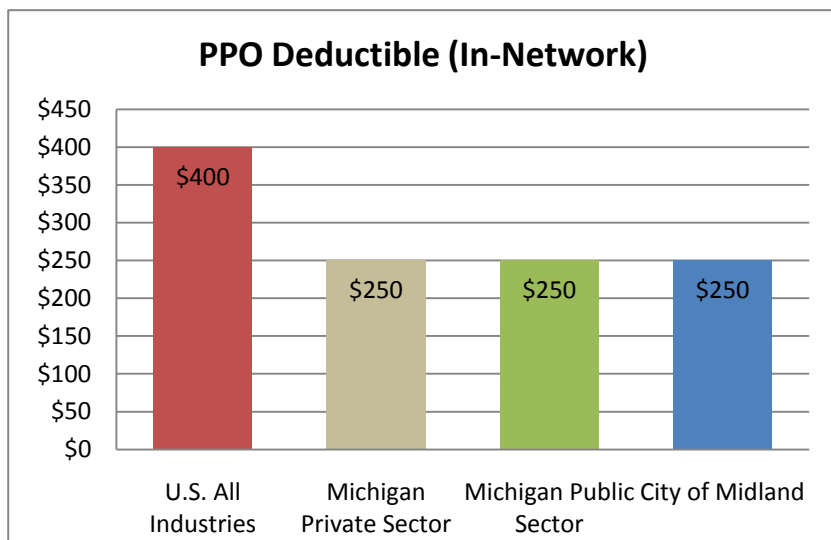 PPO Deductible (In-Network)
$450
$400
$350
$300
$250
$200
$150
$100
$50
$0
$400
$250
$250
$250
U.S. All
Industries
Michigan
Private Sector
Michigan Public
Sector
City of Midland